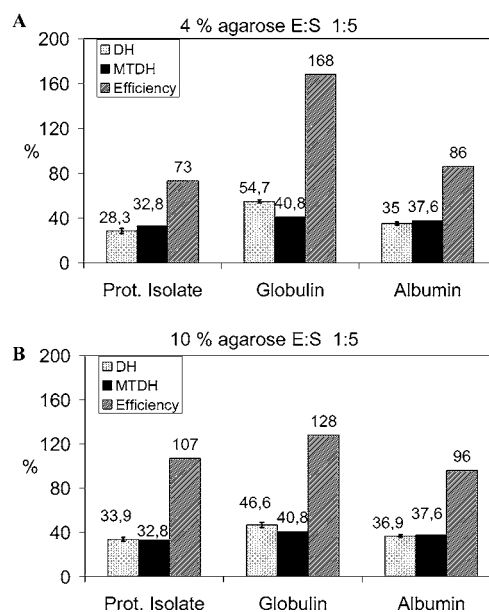 A
4 % agarose E:S 1:5
200
160
120
80
40
0
%
DH
MTDH
Efficiency
28,3
32,8
73
54,7
40,8
168
35
37,6
86
Prot. Isolate Globulin Albumin
B
10 % agarose E:S 1:5
200
160
120
80
40
0
%
DH
MTDH
Efficiency
33,9
32,8
107
46,6
40,8
128
36,9
37,6
96
Prot. Isolate Globulin Albumin